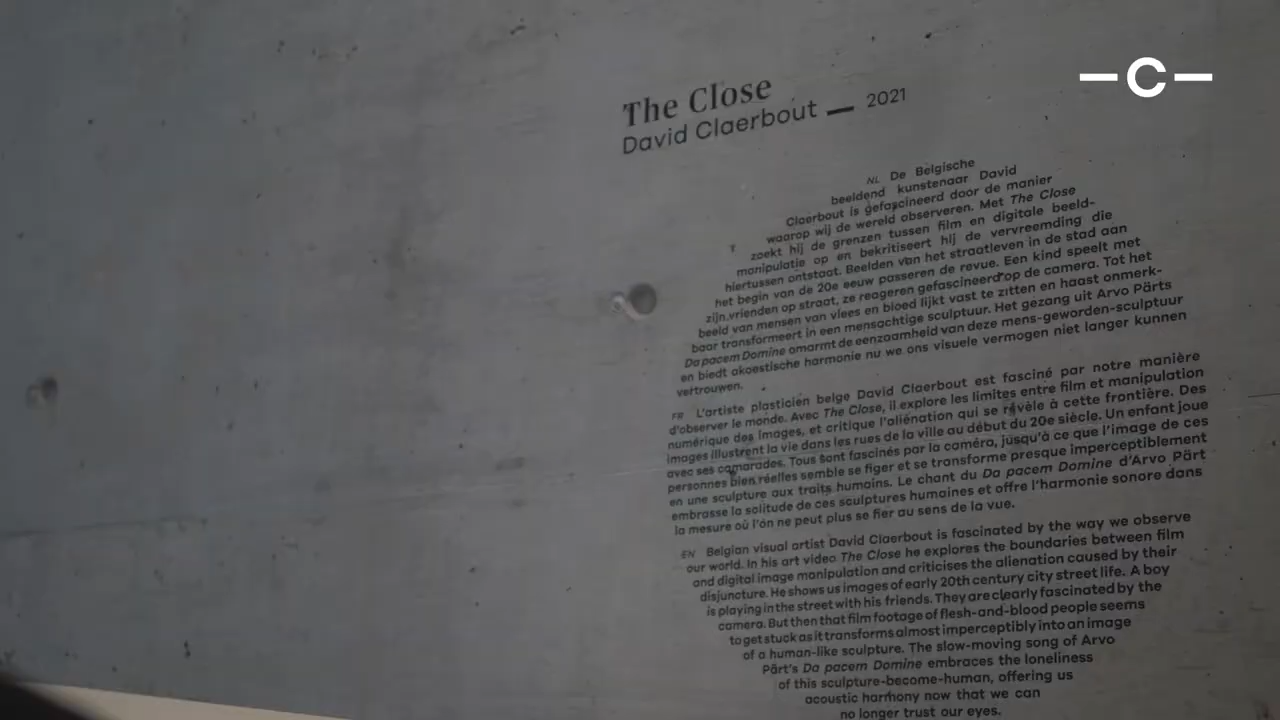 C
The Close
David Claerbout — 2021
NL De Belgische
beeldend kunstenaar David
Claerbout is gefascineerd door de manier
waarop wij de wereld observeren. Met The Close
zoekt hij de grenzen tussen film en digitale beeld-
manipulatie op en bekritiseert hij de vervreemding die
hiertussen ontstaat. Beelden van het straatleven in de stad aan
het begin van de 20e eeuw passeren de revue. Een kind speelt met
zijn vrienden op straat, ze reageren gefascineerd op de camera. Tot het
beeld van mensen van vlees en bloed lijkt vast te zitten en haast onmerk-
baar transformeert in een mensachtige sculptuur. Het gezang uit Arvo Pärts
Da pacem Domine omarmt de eenzaamheid van deze mens-geworden-sculptuur
en biedt akoestische harmonie nu we ons visuele vermogen niet langer kunnen
vertrouwen.
FR L'artiste plasticien belge David Claerbout est fasciné par notre manière
d'observer le monde. Avec The Close, il explore les limites entre film et manipulation
numérique des images, et critique l'aliénation qui se révèle à cette frontière. Des
images illustrent la vie dans les rues de la ville au début du 20e siècle. Un enfant joue
avec ses camarades. Tous sont fascinés par la caméra, jusqu'à ce que l'image de ces
personnes bien réelles semble se figer et se transforme presque imperceptiblement
en une sculpture aux traits humains. Le chant du Da pacem Domine d'Arvo Pärt
embrasse la solitude de ces sculptures humaines et offre l'harmonie sonore dans
la mesure où l'on ne peut plus se fier au sens de la vue.
EN Belgian visual artist David Claerbout is fascinated by the way we observe
our world. In his art video The Close he explores the boundaries between film
and digital image manipulation and criticises the alienation caused by their
disjuncture. He shows us images of early 20th century city street life. A boy
is playing in the street with his friends. They are clearly fascinated by the
camera. But then that film footage of flesh-and-blood people seems
to get stuck as it transforms almost imperceptibly into an image
of a human-like sculpture. The slow-moving song of Arvo
Pärt's Da pacem Domine embraces the loneliness
of this sculpture-become-human, offering us
acoustic harmony now that we can
no longer trust our eyes.